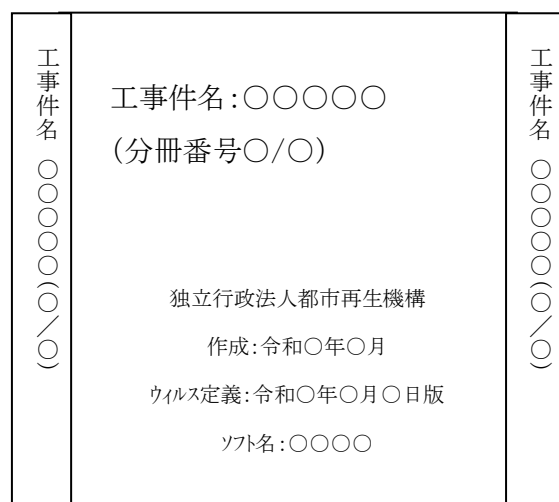 工事件名 ○○○○○(○/○)
工事件名:○○○○○
(分冊番号○/○)
独立行政法人都市再生機構
作成:令和○年○月
ウィルス定義:令和○年○月○日版
ソフト名:○○○○
工事件名 ○○○○○(○/○)